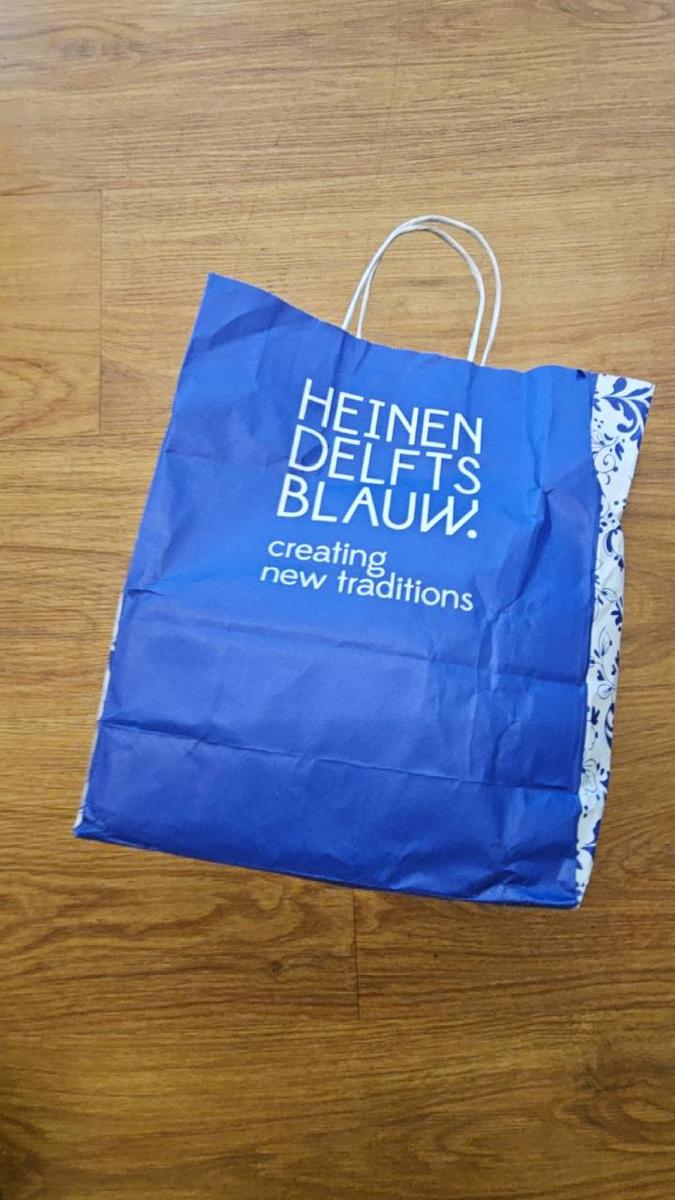 HEINEN
DELFTS
BLAUW.
creating
new traditions